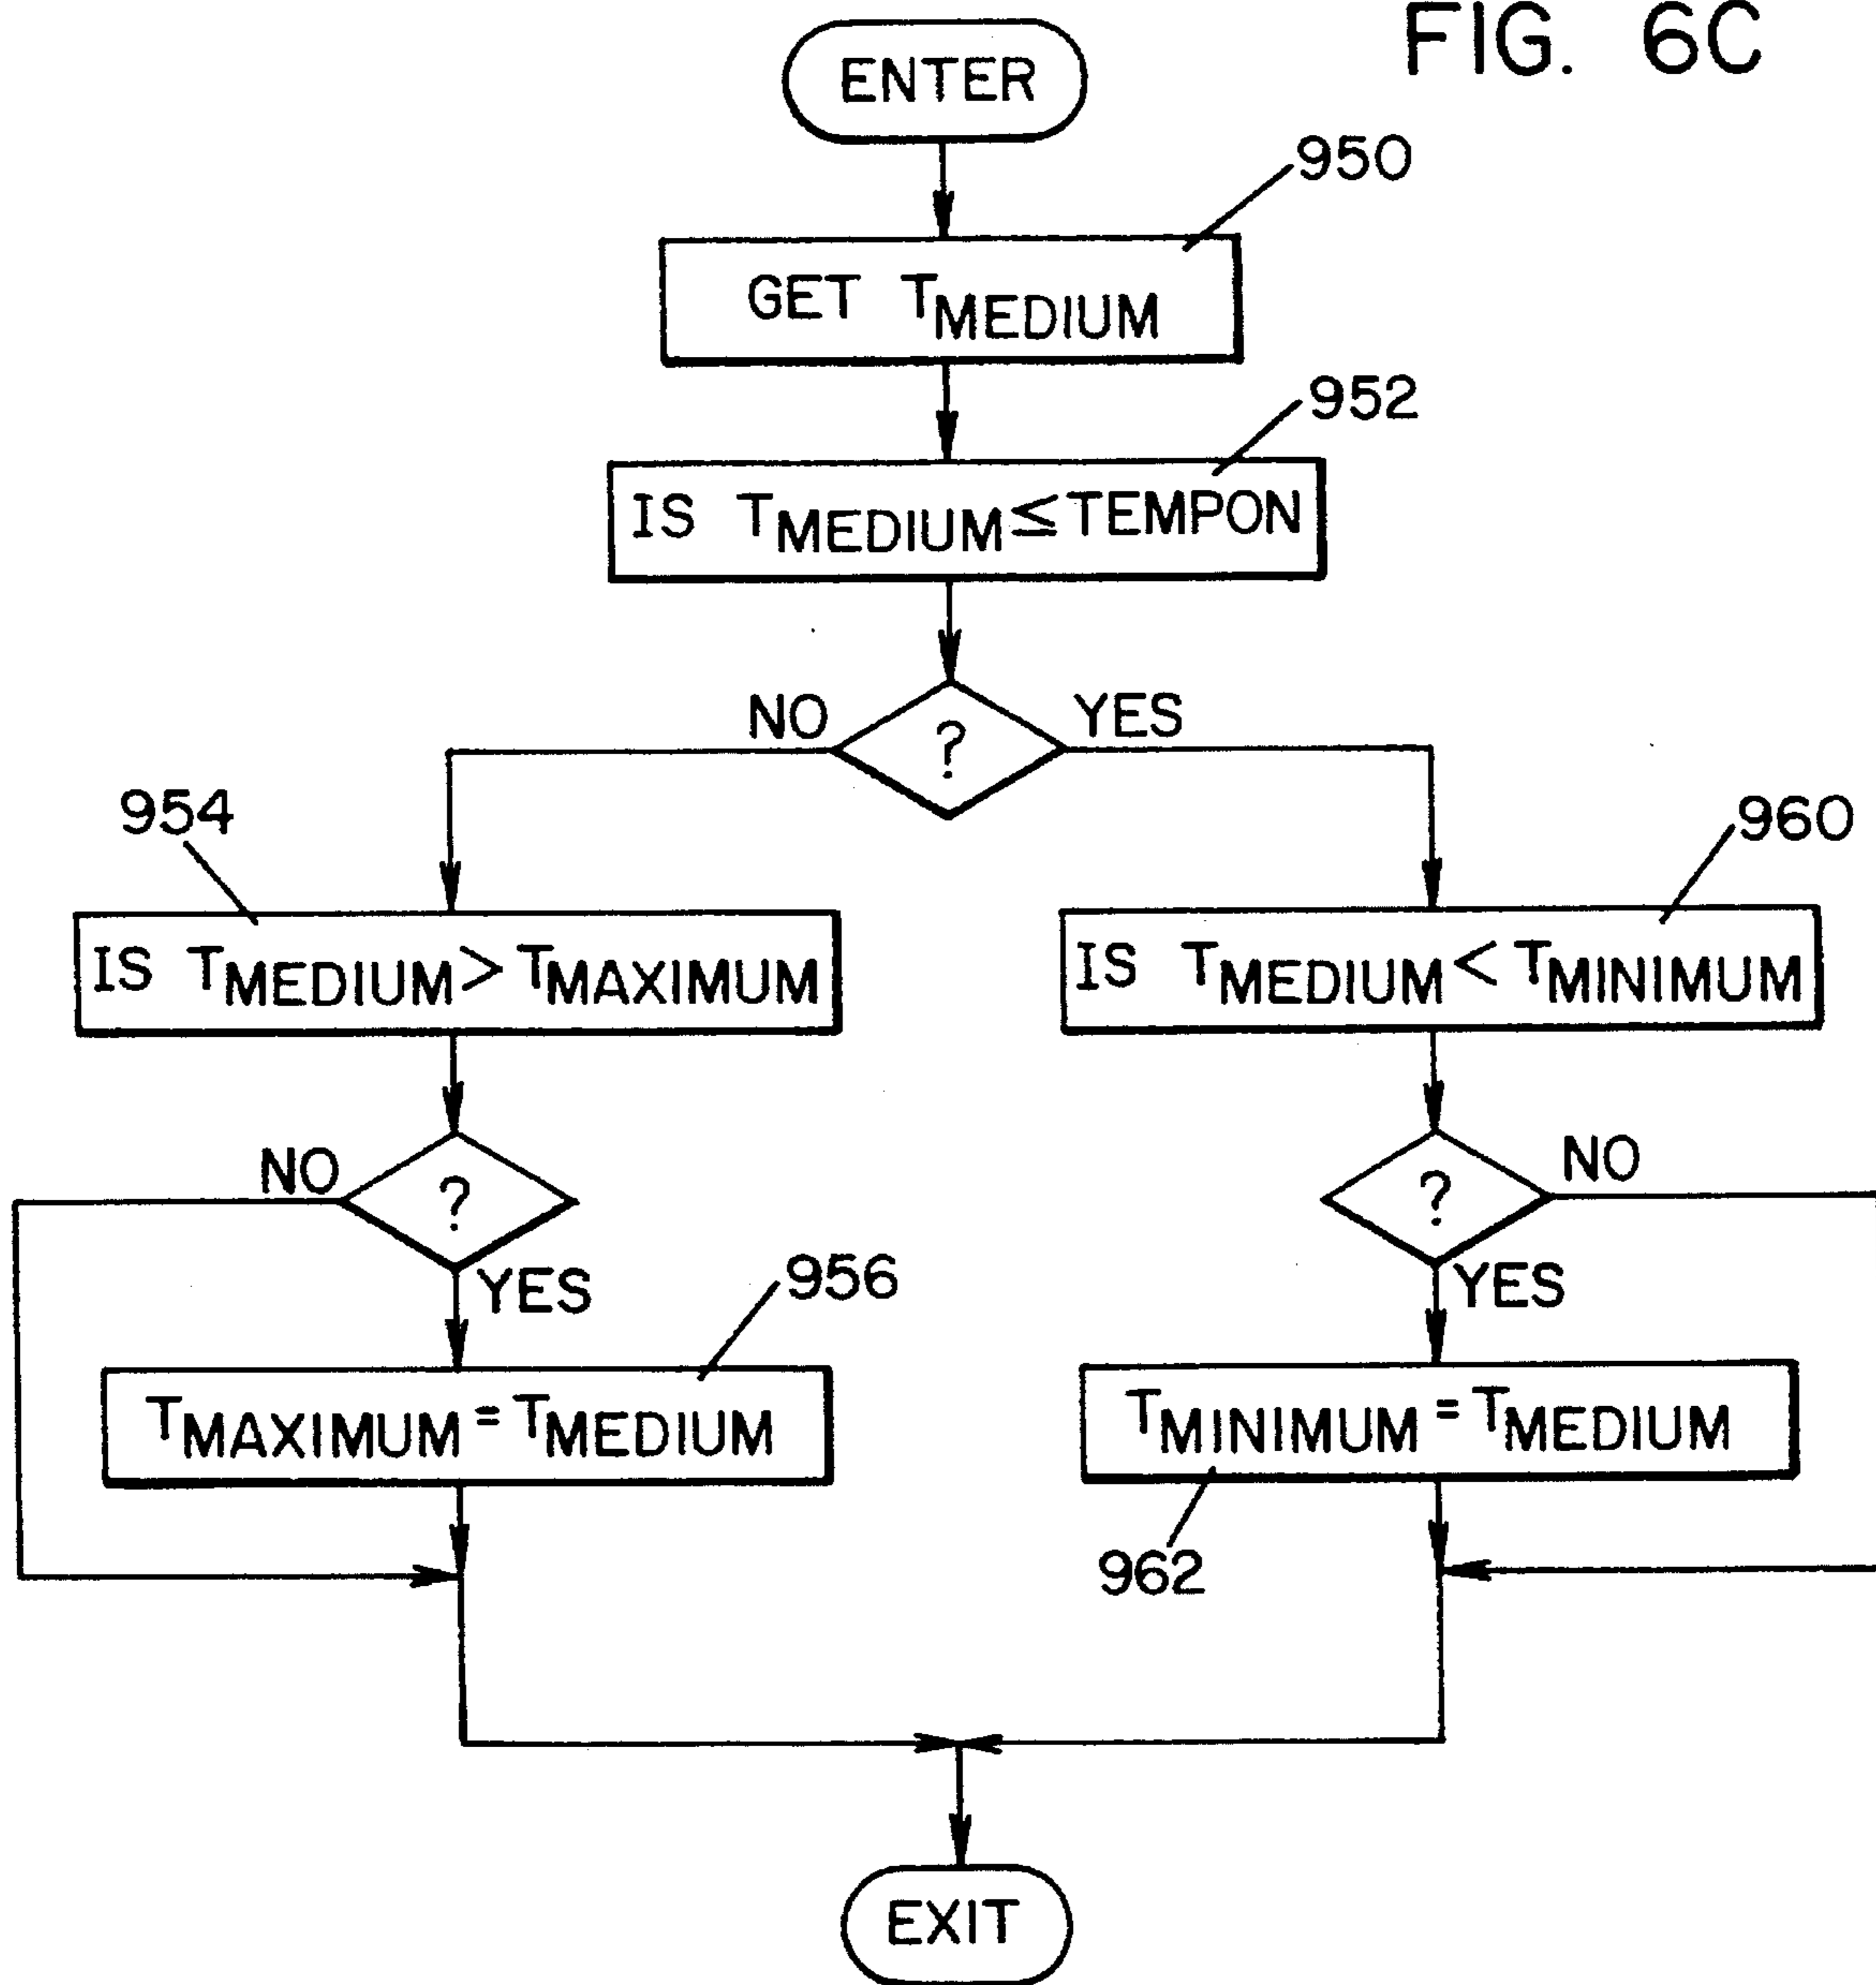 FIG. 6C
ENTER
950
GET TMEDIUM
952
IS TMEDIUM≤TEMPON
NO
YES
?
954
960
IS TMEDIUM> TMAXIMUM
IS TMEDIUM< TMINIMUM
NO
?
YES
?
NO
YES
956
TMAXIMUM=TMEDIUM
TMINIMUM=TMEDIUM
962
EXIT